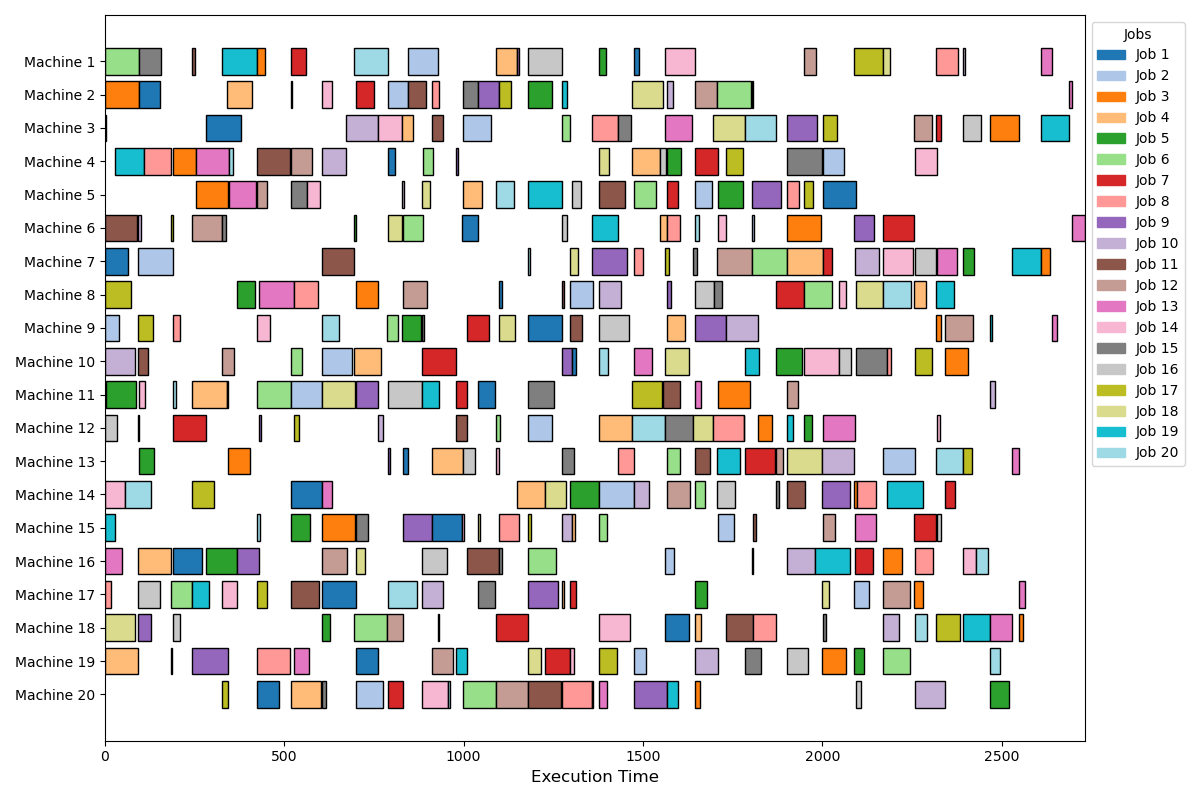 Machine 1
Machine 2
Machine 3
Machine 4
Machine 5
Machine 6
Machine 7
Machine 8
Machine 9
Machine 10
Machine 11
Machine 12
Machine 13
Machine 14
Machine 15
Machine 16
Machine 17
Machine 18
Machine 19
Machine 20
0
500
1000
1500
2000
2500
Execution Time
Jobs
Job 1
Job 2
Job 3
Job 4
Job 5
Job 6
Job 7
Job 8
Job 9
Job 10
Job 11
Job 12
Job 13
Job 14
Job 15
Job 16
Job 17
Job 18
Job 19
Job 20